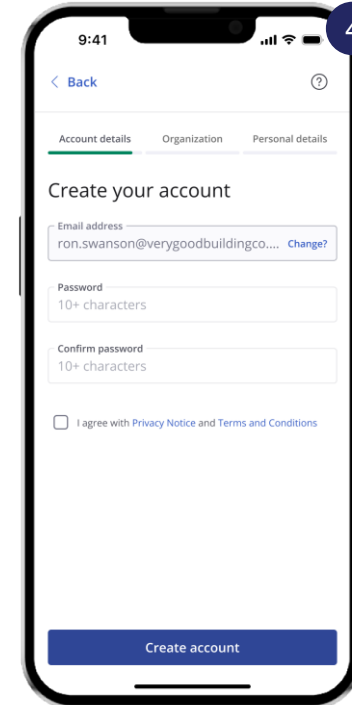 9:41
4
Back
?
Account details Organization Personal details
Create your account
Email address
ron.swanson@verygoodbuildingco.... Change?
Password
10+ characters
Confirm password
10+ characters
I agree with Privacy Notice and Terms and Conditions
Create account